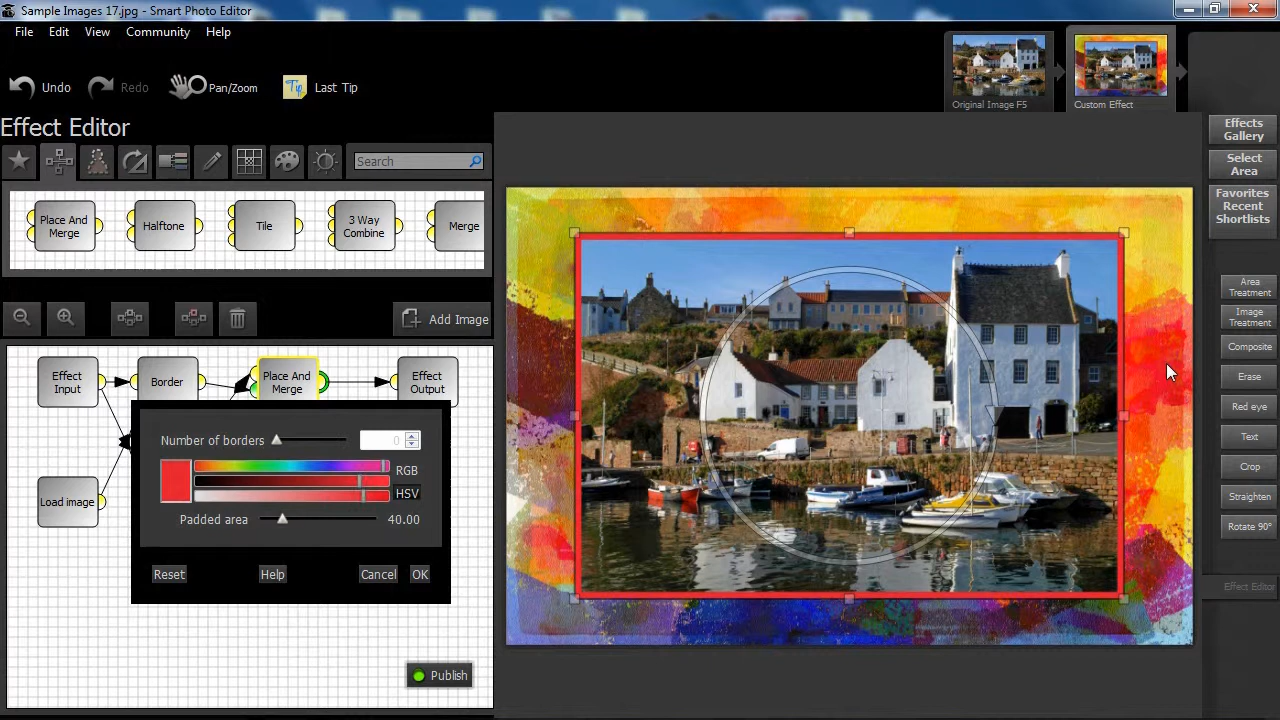 Sample Images 17.jpg - Smart Photo Editor
File Edit View Community Help
Undo Redo Pan/Zoom Tip Last Tip
Original Image F5
Custom Effect
Effect Editor
Search
Place And
Merge
Halftone
Tile
3 Way
Combine
Merge
Add Image
Effect
Input
Border
Place And
Merge
Effect
Output
Load image
Number of borders 0
RGB
HSV
Padded area 40.00
Reset Help Cancel OK
Publish
Effects
Gallery
Select
Area
Favorites
Recent
Shortlists
Area
Treatment
Image
Treatment
Composite
Erase
Red eye
Text
Crop
Straighten
Rotate 90°
Effect Editor